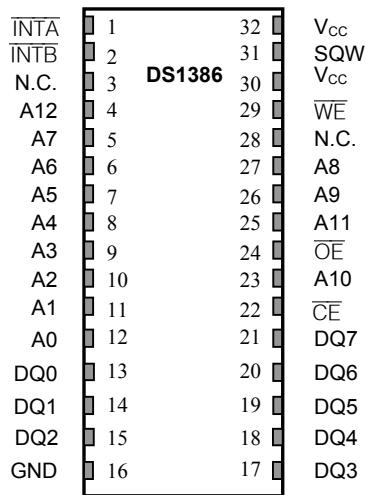 INTA 1 32 VCC
INTB 2 31 SQW
N.C. 3 DS1386 30 VCC
A12 4 29 WE
A7 5 28 N.C.
A6 6 27 A8
A5 7 26 A9
A4 8 25 A11
A3 9 24 OE
A2 10 23 A10
A1 11 22 CE
A0 12 21 DQ7
DQ0 13 20 DQ6
DQ1 14 19 DQ5
DQ2 15 18 DQ4
GND 16 17 DQ3